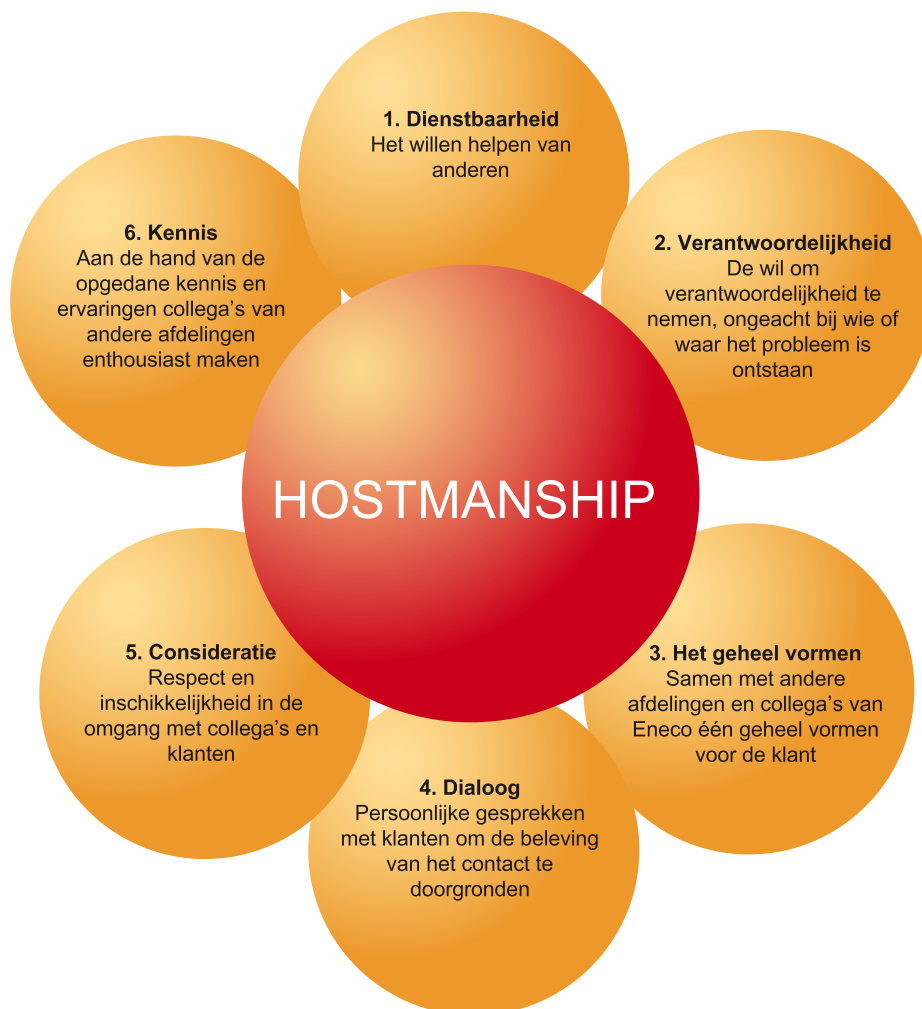 1. Dienstbaarheid
Het willen helpen van
anderen
2. Verantwoordelijkheid
De wil om
verantwoordelijkheid te
nemen, ongeacht bij wie of
waar het probleem is
ontstaan
3. Het geheel vormen
Samen met andere
afdelingen en collega’s van
Eneco één geheel vormen
voor de klant
4. Dialoog
Persoonlijke gesprekken
met klanten om de beleving
van het contact te
doorgronden
5. Consideratie
Respect en
inschikkelijkheid in de
omgang met collega’s en
klanten
6. Kennis
Aan de hand van de
opgedane kennis en
ervaringen collega’s van
andere afdelingen
enthousiast maken
HOSTMANSHIP